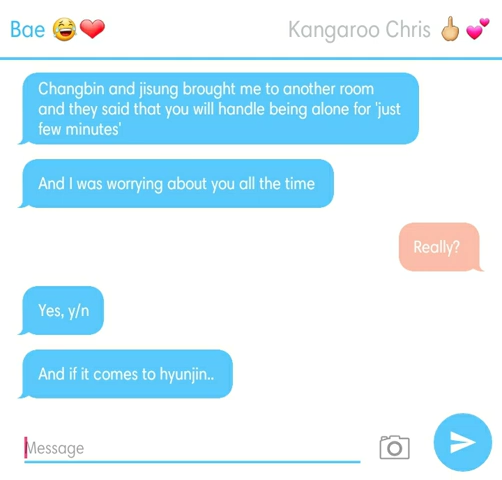 Bae 😂❤️ Kangaroo Chris 🖕🏼💕
Changbin and jisung brought me to another room
and they said that you will handle being alone for 'just
few minutes'
And I was worrying about you all the time
Really?
Yes, y/n
And if it comes to hyunjin..
Message